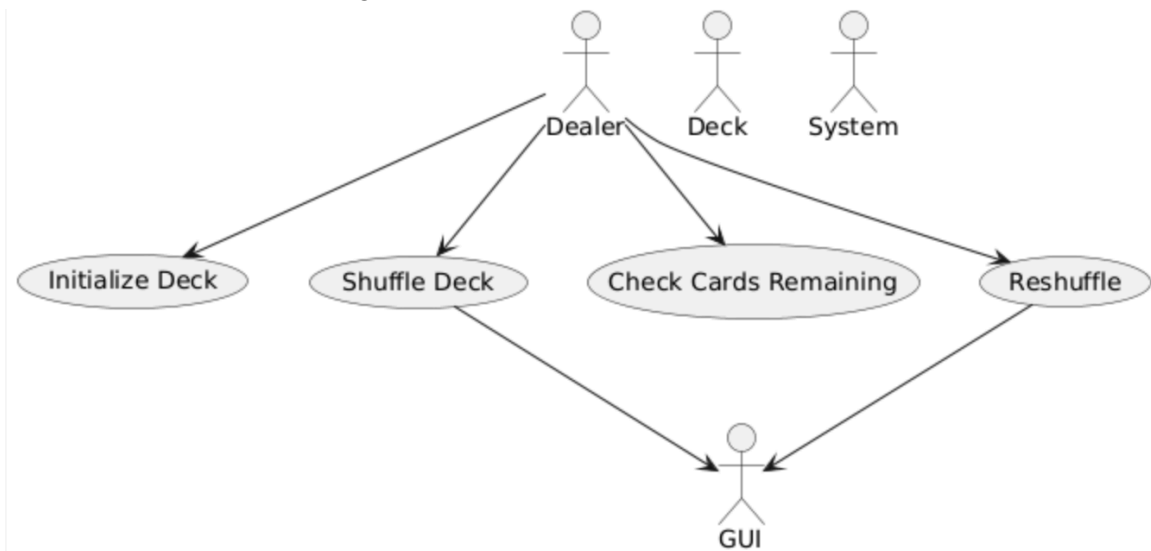 Dealer
Deck
System
Initialize Deck
Shuffle Deck
Check Cards Remaining
Reshuffle
GUI